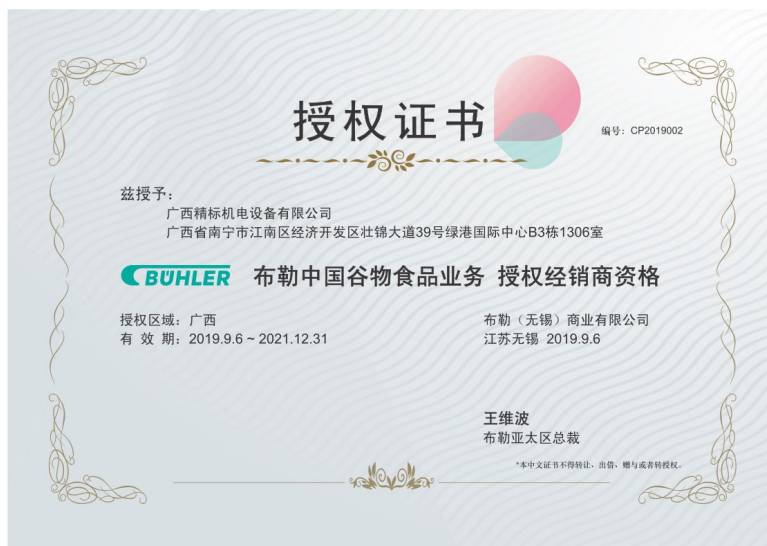 授权证书
编号：CP2019002
兹授予：
广西精标机电设备有限公司
广西省南宁市江南区经济开发区壮锦大道39号绿港国际中心B3栋1306室
BÜHLER 布勒中国谷物食品业务 授权经销商资格
授权区域：广西
有 效 期：2019.9.6 ~ 2021.12.31
布勒（无锡）商业有限公司
江苏无锡 2019.9.6
王维波
布勒亚太区总裁
*本中文证书不得转让、出借、赠与或者转授权。